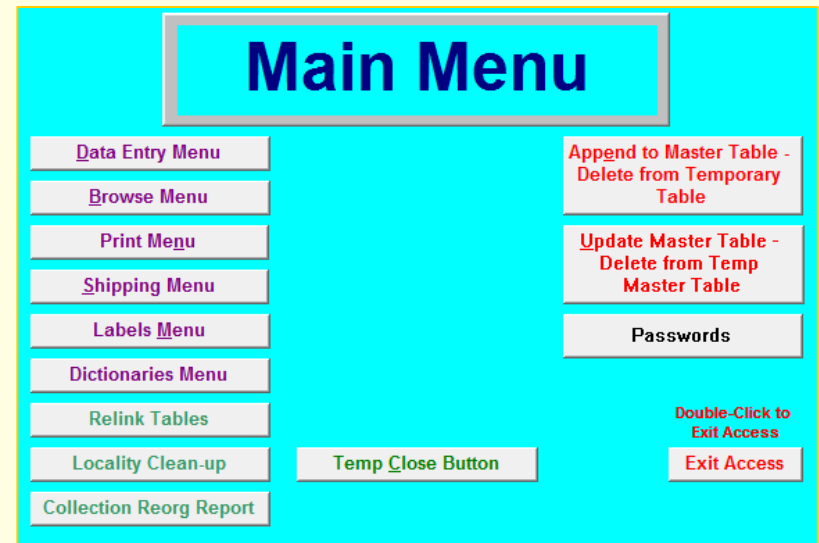 Main Menu
Data Entry Menu
Browse Menu
Print Menu
Shipping Menu
Labels Menu
Dictionaries Menu
Relink Tables
Locality Clean-up
Collection Reorg Report
Temp Close Button
Append to Master Table -
Delete from Temporary
Table
Update Master Table -
Delete from Temp
Master Table
Passwords
Double-Click to
Exit Access
Exit Access